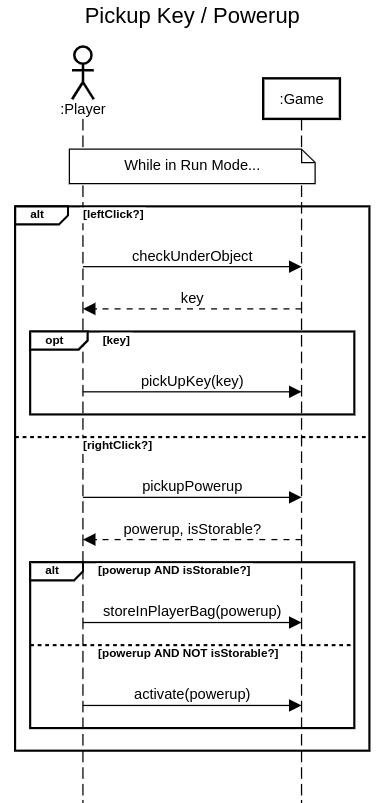 Pickup Key / Powerup
:Player
:Game
While in Run Mode...
alt [leftClick?]
checkUnderObject
key
opt [key]
pickUpKey(key)
[rightClick?]
pickupPowerup
powerup, isStorable?
alt [powerup AND isStorable?]
storeInPlayerBag(powerup)
[powerup AND NOT isStorable?]
activate(powerup)